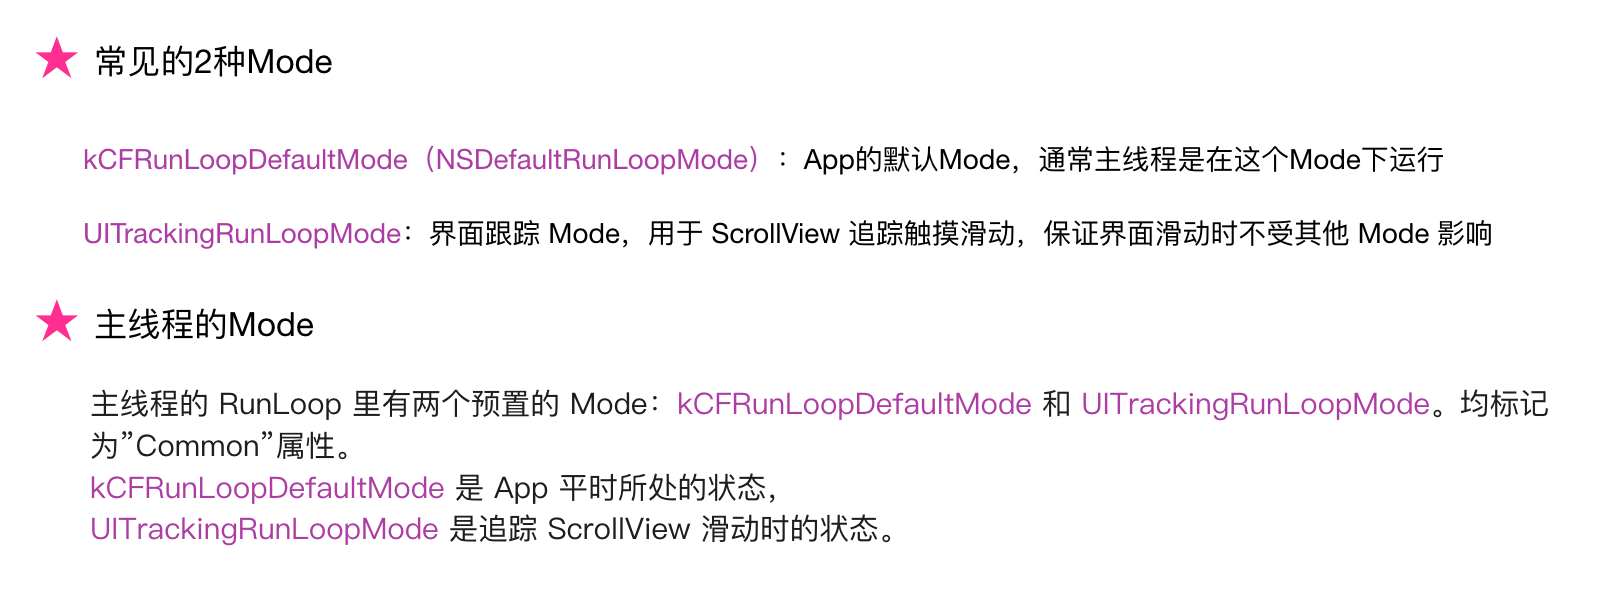 常见的2种Mode
kCFRunLoopDefaultMode（NSDefaultRunLoopMode）：App的默认Mode，通常主线程是在这个Mode下运行
UITrackingRunLoopMode：界面跟踪 Mode，用于 ScrollView 追踪触摸滑动，保证界面滑动时不受其他 Mode 影响
主线程的Mode
主线程的 RunLoop 里有两个预置的 Mode：kCFRunLoopDefaultMode 和 UITrackingRunLoopMode。均标记
为”Common”属性。
kCFRunLoopDefaultMode 是 App 平时所处的状态，
UITrackingRunLoopMode 是追踪 ScrollView 滑动时的状态。